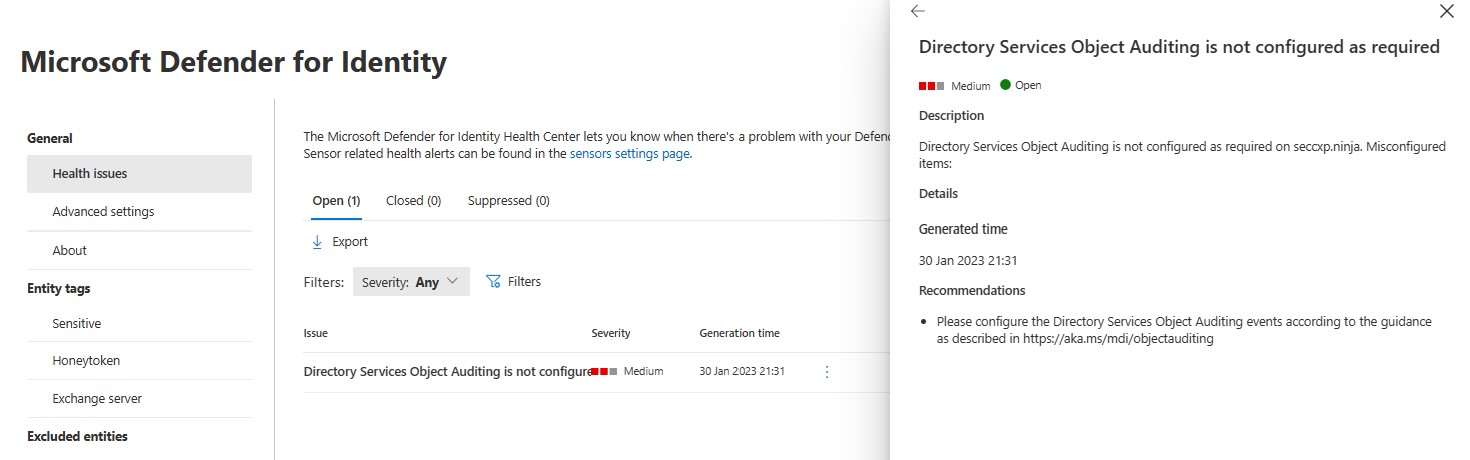 Microsoft Defender for Identity
General
Health issues
Advanced settings
About
Entity tags
Sensitive
Honeytoken
Exchange server
Excluded entities
The Microsoft Defender for Identity Health Center lets you know when there's a problem with your
Sensor related health alerts can be found in the sensors settings page.
Open (1) Closed (0) Suppressed (0)
Export
Filters: Severity: Any Filters
Issue Severity Generation time
Directory Services Object Auditing is not configure Medium 30 Jan 2023 21:31
Directory Services Object Auditing is not configured as required
Medium Open
Description
Directory Services Object Auditing is not configured as required on seccxp.ninja. Misconfigured
items:
Details
Generated time
30 Jan 2023 21:31
Recommendations
Please configure the Directory Services Object Auditing events according to the guidance
as described in https://aka.ms/mdi/objectauditing